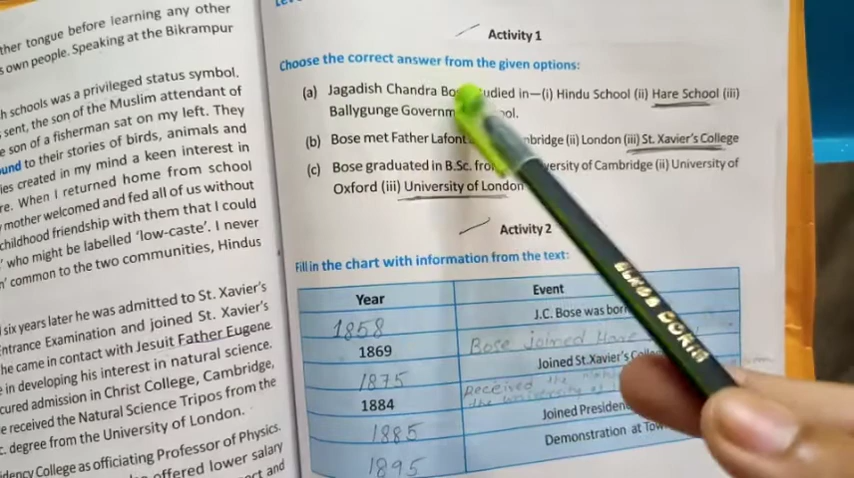 ther tongue before learning any other
s own people. Speaking at the Bikrampur
h schools was a privileged status symbol.
sent, the son of the Muslim attendant of
e son of a fisherman sat on my left. They
und to their stories of birds, animals and
ies created in my mind a keen interest in
re. When I returned home from school
mother welcomed and fed all of us without
childhood friendship with them that I could
who might be labelled 'low-caste'. I never
n' common to the two communities, Hindus
six years later he was admitted to St. Xavier's
ntrance Examination and joined St. Xavier's
he came in contact with Jesuit Father Eugene
e in developing his interest in natural science.
cured admission in Christ College, Cambridge,
e received the Natural Science Tripos from the
c. degree from the University of London.
idency College as officiating Professor of Physics.
offered lower salary
ct and
Activity 1
Choose the correct answer from the given options:
(a) Jagadish Chandra Bo udied in—(i) Hindu School (ii) Hare School (iii)
Ballygunge Governm ol.
(b) Bose met Father Lafont bridge (ii) London (iii) St. Xavier's College
(c) Bose graduated in B.Sc. fro versity of Cambridge (ii) University of
Oxford (iii) University of London
Activity 2
Fill in the chart with information from the text:
Year Event
1858 J.C. Bose was bor
1869 Bose joined Hare
1875 Joined St.Xavier's Colle
1884 Received the
the University of
1885 Joined Presiden
1895 Demonstration at Tow